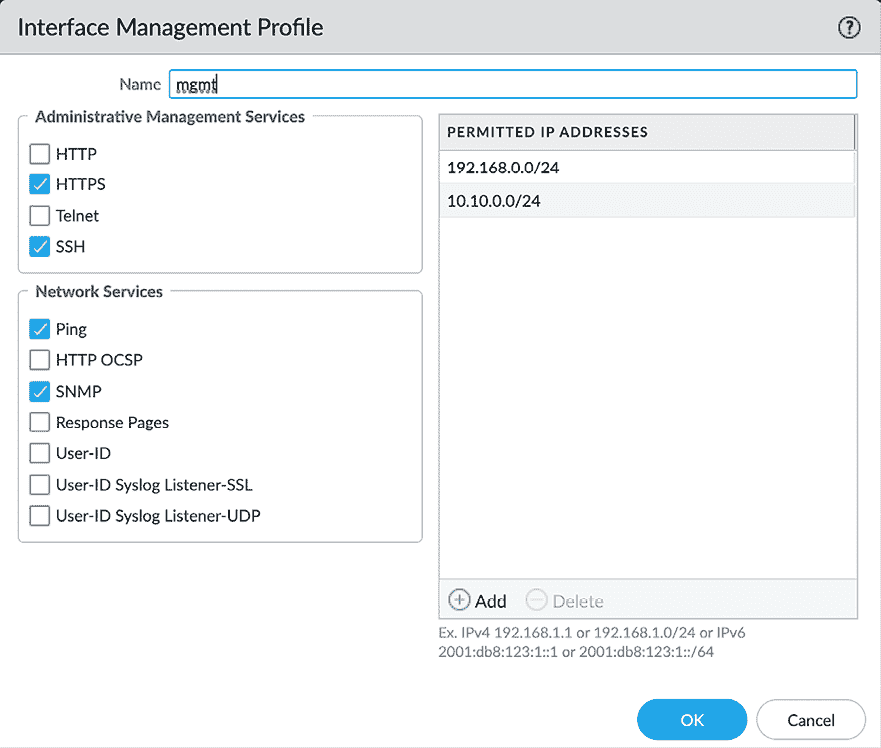 Interface Management Profile
Name mgmt
Administrative Management Services
HTTP
HTTPS
Telnet
SSH
Network Services
Ping
HTTP OCSP
SNMP
Response Pages
User-ID
User-ID Syslog Listener-SSL
User-ID Syslog Listener-UDP
PERMITTED IP ADDRESSES
192.168.0.0/24
10.10.0.0/24
Add Delete
Ex. IPv4 192.168.1.1 or 192.168.1.0/24 or IPv6
2001:db8:123:1::1 or 2001:db8:123:1::/64
OK Cancel